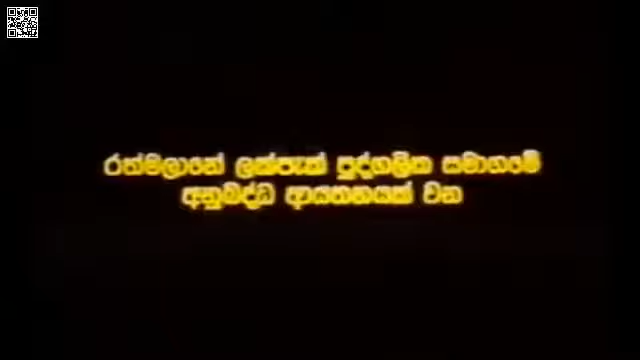 රත්මලානේ ලක්පැක් පුද්ගලික සමාගමේ
අනුබද්ධ ආයතනයක් වන